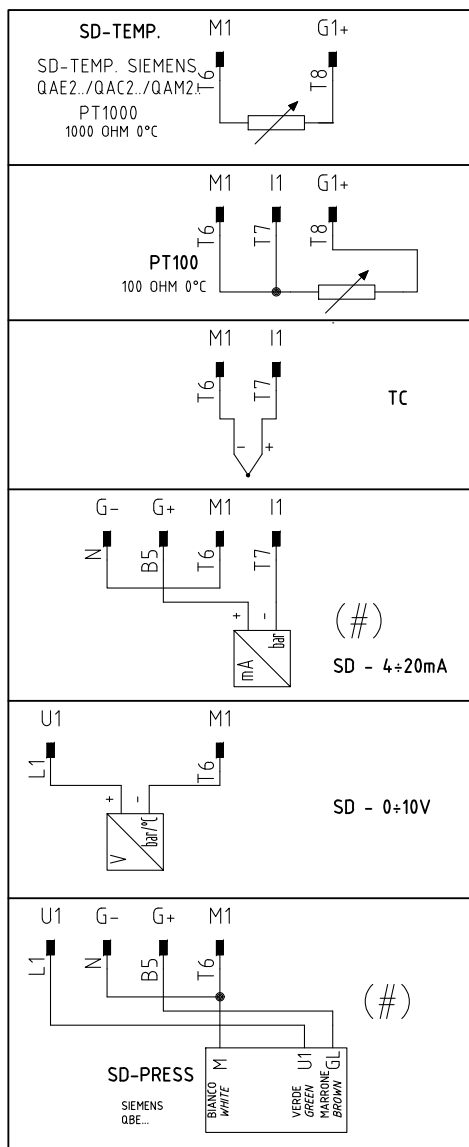 SD-TEMP.
M1 G1+
SD-TEMP. SIEMENS
QAE2../QAC2../QAM2..
PT1000
1000 OHM 0°C
T6 T8
M1 I1 G1+
T6 T7 T8
PT100
100 OHM 0°C
M1 I1
T6 T7
TC
- +
G- G+ M1 I1
N B5 T6 T7
+ -
mA bar
(#)
SD - 4÷20mA
U1 M1
L1 T6
+ -
V bar/°C
SD - 0÷10V
U1 G- G+ M1
L1 N B5 T6
(#)
SD-PRESS
SIEMENS
QBE...
M U1 GL
BIANCO
WHITE
VERDE
GREEN
MARRONE
BROWN